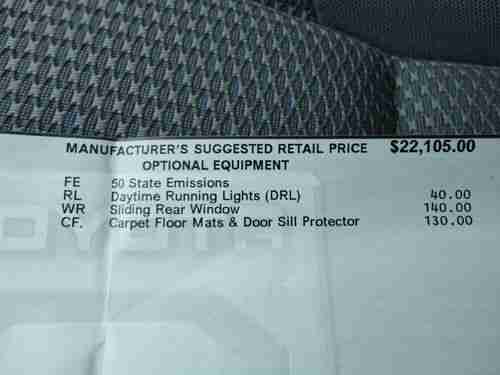 MANUFACTURER'S SUGGESTED RETAIL PRICE $22,105.00
OPTIONAL EQUIPMENT
FE 50 State Emissions
RL Daytime Running Lights (DRL) 40.00
WR Sliding Rear Window 140.00
CF. Carpet Floor Mats & Door Sill Protector 130.00
TOYOTA